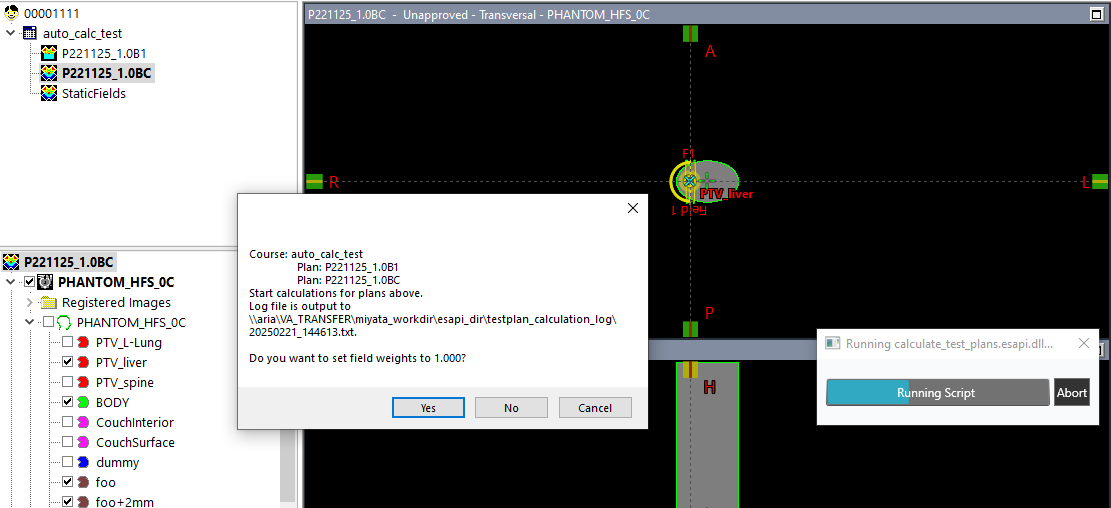 00001111
auto_calc_test
P221125_1.0B1
P221125_1.0BC
StaticFields
P221125_1.0BC
PHANTOM_HFS_0C
Registered Images
PHANTOM_HFS_0C
PTV_L-Lung
PTV_liver
PTV_spine
BODY
CouchInterior
CouchSurface
dummy
foo
foo+2mm
P221125_1.0BC - Unapproved - Transversal - PHANTOM_HFS_0C
A
F1
R
L
PTV_liver
Field 1
P
H
Course: auto_calc_test
Plan: P221125_1.0B1
Plan: P221125_1.0BC
Start calculations for plans above.
Log file is output to
\\aria\VA_TRANSFER\miyata_workdir\esapi_dir\testplan_calculation_log\
20250221_144613.txt.
Do you want to set field weights to 1.000?
Yes
No
Cancel
Running calculate_test_plans.esapi.dll...
Running Script
Abort